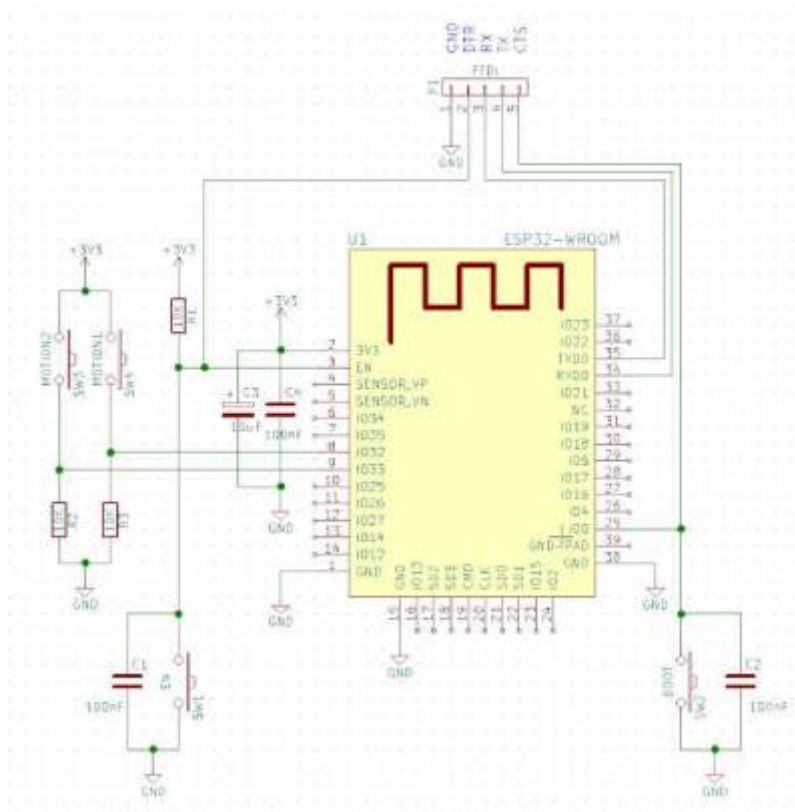 GND
DTR
RX
TX
CTS
FTDI
P1
1
2
3
4
5
GND
U1
ESP32-WROOM
+3V3
+3V3
+3V3
10K
R1
MOTION2
SW3
MOTION1
SW4
C3
10uF
C4
100nF
2
3V3
3
EN
4
SENSOR_VP
5
SENSOR_VN
6
IO34
7
IO35
8
IO32
9
IO33
10
IO25
11
IO26
12
IO27
13
IO14
14
IO12
1
GND
IO23
37
IO22
36
TXD0
35
RXD0
34
IO21
33
NC
32
IO19
31
IO18
30
IO5
29
IO17
28
IO16
27
IO4
26
IO0
25
GND-PAD
39
GND
38
GND
IO13
SD2
SD3
CMD
CLK
SD0
SD1
IO15
IO2
15
16
17
18
19
20
21
22
23
24
10K
R2
10K
R3
GND
GND
GND
GND
GND
C1
100nF
EN
SW1
GND
BOOT
SW2
C2
100nF
GND